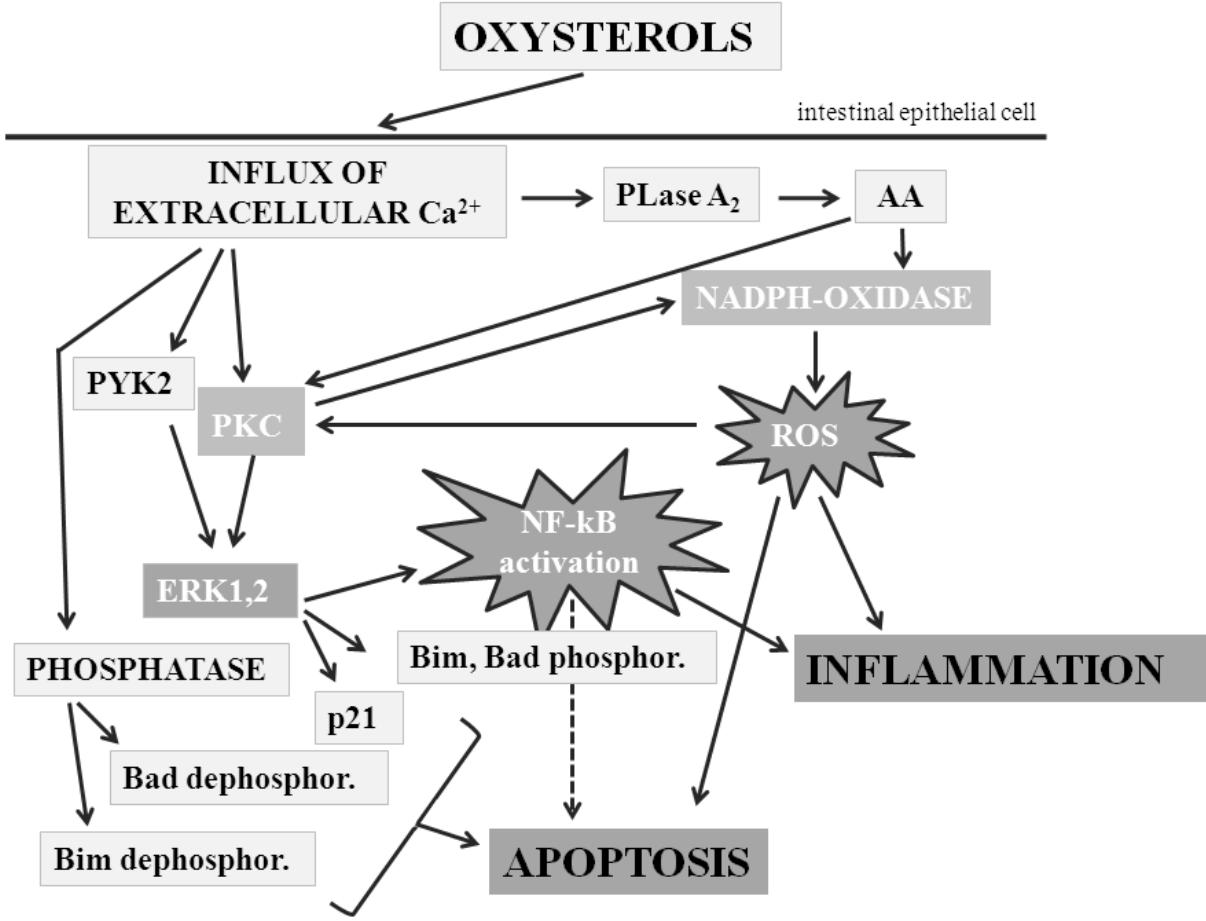 OXYSTEROLS
intestinal epithelial cell
INFLUX OF
EXTRACELLULAR Ca²⁺
PLase A₂
AA
NADPH-OXIDASE
PYK2
PKC
ROS
NF-kB
activation
ERK1,2
Bim, Bad phosphor.
PHOSPHATASE
INFLAMMATION
p21
Bad dephosphor.
Bim dephosphor.
APOPTOSIS